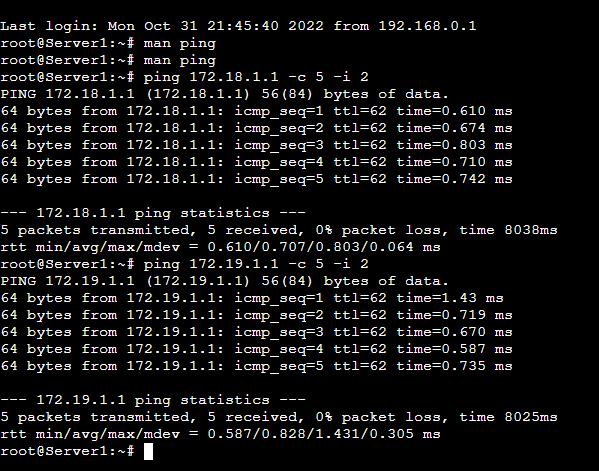 Last login: Mon Oct 31 21:45:40 2022 from 192.168.0.1
root@Server1:~# man ping
root@Server1:~# man ping
root@Server1:~# ping 172.18.1.1 -c 5 -i 2
PING 172.18.1.1 (172.18.1.1) 56(84) bytes of data.
64 bytes from 172.18.1.1: icmp_seq=1 ttl=62 time=0.610 ms
64 bytes from 172.18.1.1: icmp_seq=2 ttl=62 time=0.674 ms
64 bytes from 172.18.1.1: icmp_seq=3 ttl=62 time=0.803 ms
64 bytes from 172.18.1.1: icmp_seq=4 ttl=62 time=0.710 ms
64 bytes from 172.18.1.1: icmp_seq=5 ttl=62 time=0.742 ms
--- 172.18.1.1 ping statistics ---
5 packets transmitted, 5 received, 0% packet loss, time 8038ms
rtt min/avg/max/mdev = 0.610/0.707/0.803/0.064 ms
root@Server1:~# ping 172.19.1.1 -c 5 -i 2
PING 172.19.1.1 (172.19.1.1) 56(84) bytes of data.
64 bytes from 172.19.1.1: icmp_seq=1 ttl=62 time=1.43 ms
64 bytes from 172.19.1.1: icmp_seq=2 ttl=62 time=0.719 ms
64 bytes from 172.19.1.1: icmp_seq=3 ttl=62 time=0.670 ms
64 bytes from 172.19.1.1: icmp_seq=4 ttl=62 time=0.587 ms
64 bytes from 172.19.1.1: icmp_seq=5 ttl=62 time=0.735 ms
--- 172.19.1.1 ping statistics ---
5 packets transmitted, 5 received, 0% packet loss, time 8025ms
rtt min/avg/max/mdev = 0.587/0.828/1.431/0.305 ms
root@Server1:~#